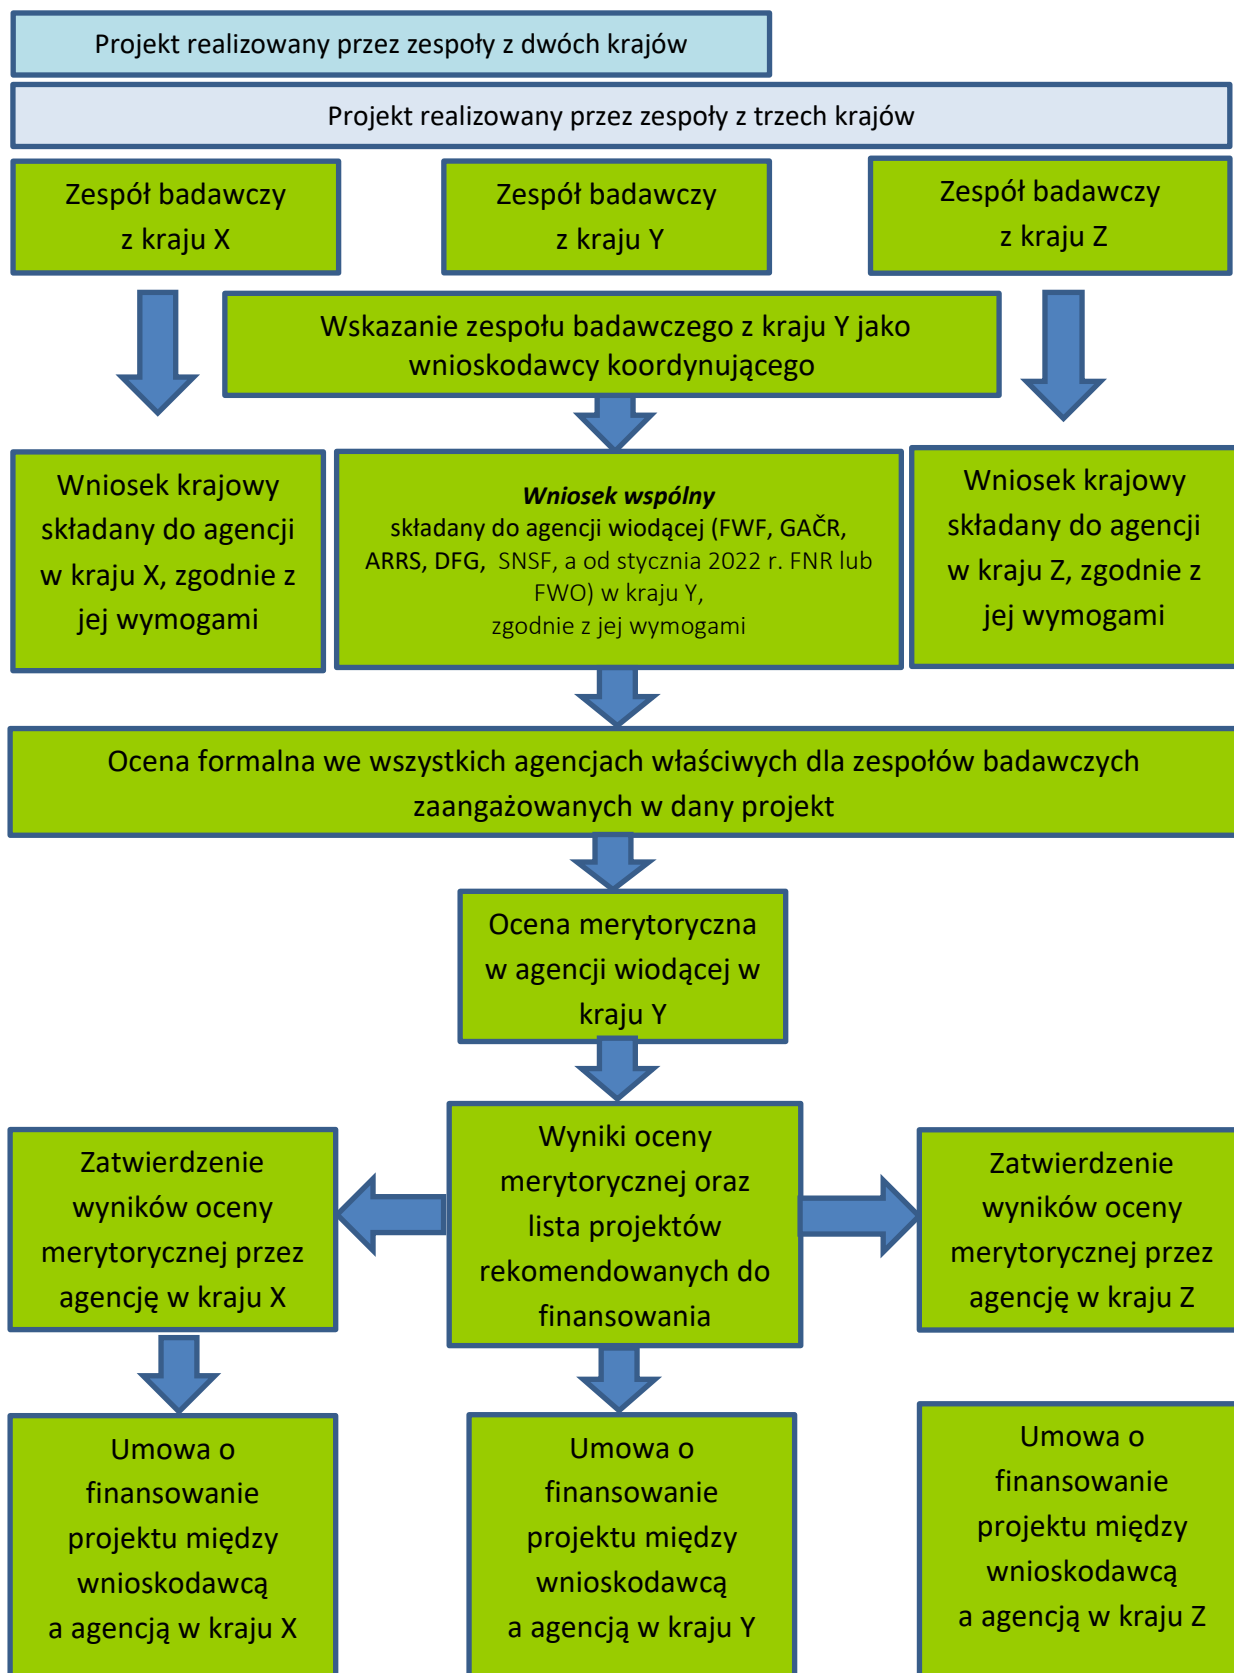 Projekt realizowany przez zespoły z dwóch krajów
Projekt realizowany przez zespoły z trzech krajów
Zespół badawczy
z kraju X
Zespół badawczy
z kraju Y
Zespół badawczy
z kraju Z
Wskazanie zespołu badawczego z kraju Y jako
wnioskodawcy koordynującego
Wniosek krajowy
składany do agencji
w kraju X, zgodnie z
jej wymogami
Wniosek wspólny
składany do agencji wiodącej (FWF, GAČR,
ARRS, DFG, SNSF, a od stycznia 2022 r. FNR lub
FWO) w kraju Y,
zgodnie z jej wymogami
Wniosek krajowy
składany do agencji
w kraju Z, zgodnie z
jej wymogami
Ocena formalna we wszystkich agencjach właściwych dla zespołów badawczych
zaangażowanych w dany projekt
Ocena merytoryczna
w agencji wiodącej w
kraju Y
Zatwierdzenie
wyników oceny
merytorycznej przez
agencję w kraju X
Wyniki oceny
merytorycznej oraz
lista projektów
rekomendowanych do
finansowania
Zatwierdzenie
wyników oceny
merytorycznej przez
agencję w kraju Z
Umowa o
finansowanie
projektu między
wnioskodawcą
a agencją w kraju X
Umowa o
finansowanie
projektu między
wnioskodawcą
a agencją w kraju Y
Umowa o
finansowanie
projektu między
wnioskodawcą
a agencją w kraju Z